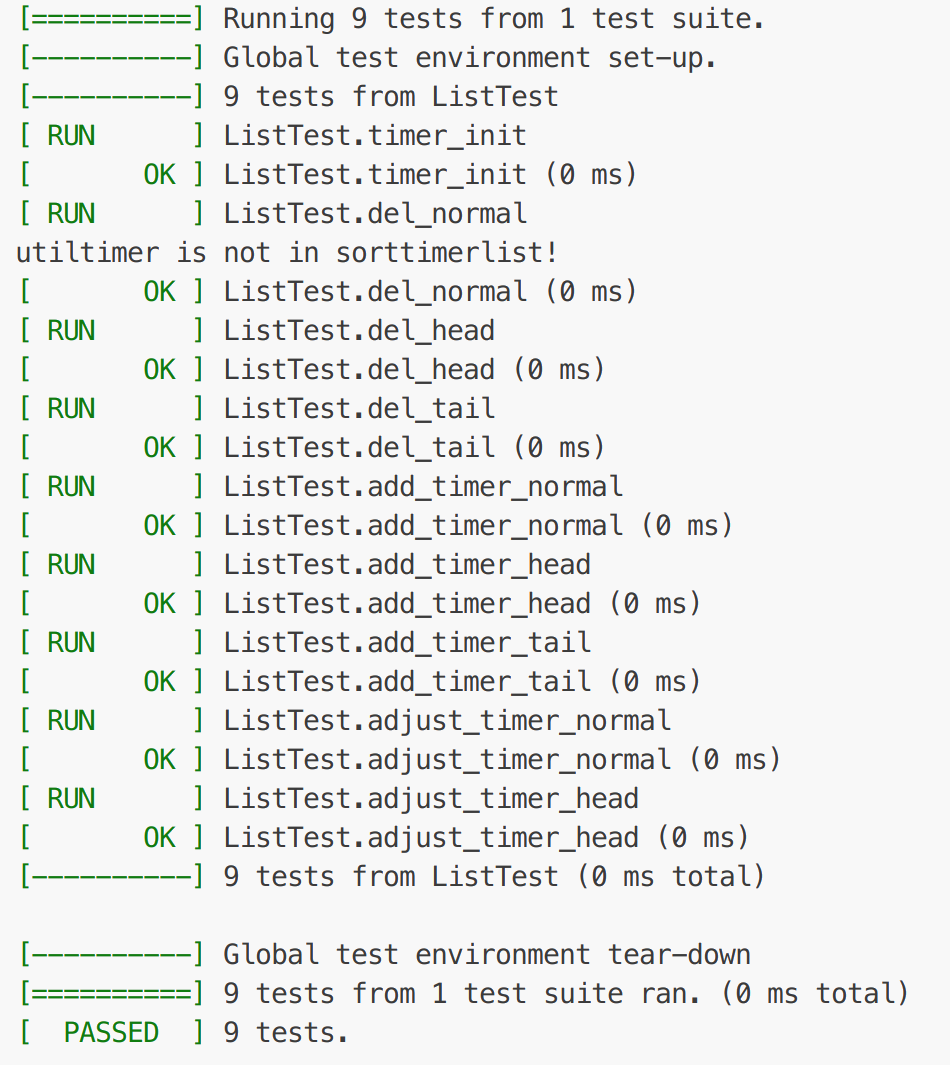 [==========] Running 9 tests from 1 test suite.
[----------] Global test environment set-up.
[----------] 9 tests from ListTest
[ RUN      ] ListTest.timer_init
[       OK ] ListTest.timer_init (0 ms)
[ RUN      ] ListTest.del_normal
utiltimer is not in sorttimerlist!
[       OK ] ListTest.del_normal (0 ms)
[ RUN      ] ListTest.del_head
[       OK ] ListTest.del_head (0 ms)
[ RUN      ] ListTest.del_tail
[       OK ] ListTest.del_tail (0 ms)
[ RUN      ] ListTest.add_timer_normal
[       OK ] ListTest.add_timer_normal (0 ms)
[ RUN      ] ListTest.add_timer_head
[       OK ] ListTest.add_timer_head (0 ms)
[ RUN      ] ListTest.add_timer_tail
[       OK ] ListTest.add_timer_tail (0 ms)
[ RUN      ] ListTest.adjust_timer_normal
[       OK ] ListTest.adjust_timer_normal (0 ms)
[ RUN      ] ListTest.adjust_timer_head
[       OK ] ListTest.adjust_timer_head (0 ms)
[----------] 9 tests from ListTest (0 ms total)

[----------] Global test environment tear-down
[==========] 9 tests from 1 test suite ran. (0 ms total)
[  PASSED  ] 9 tests.